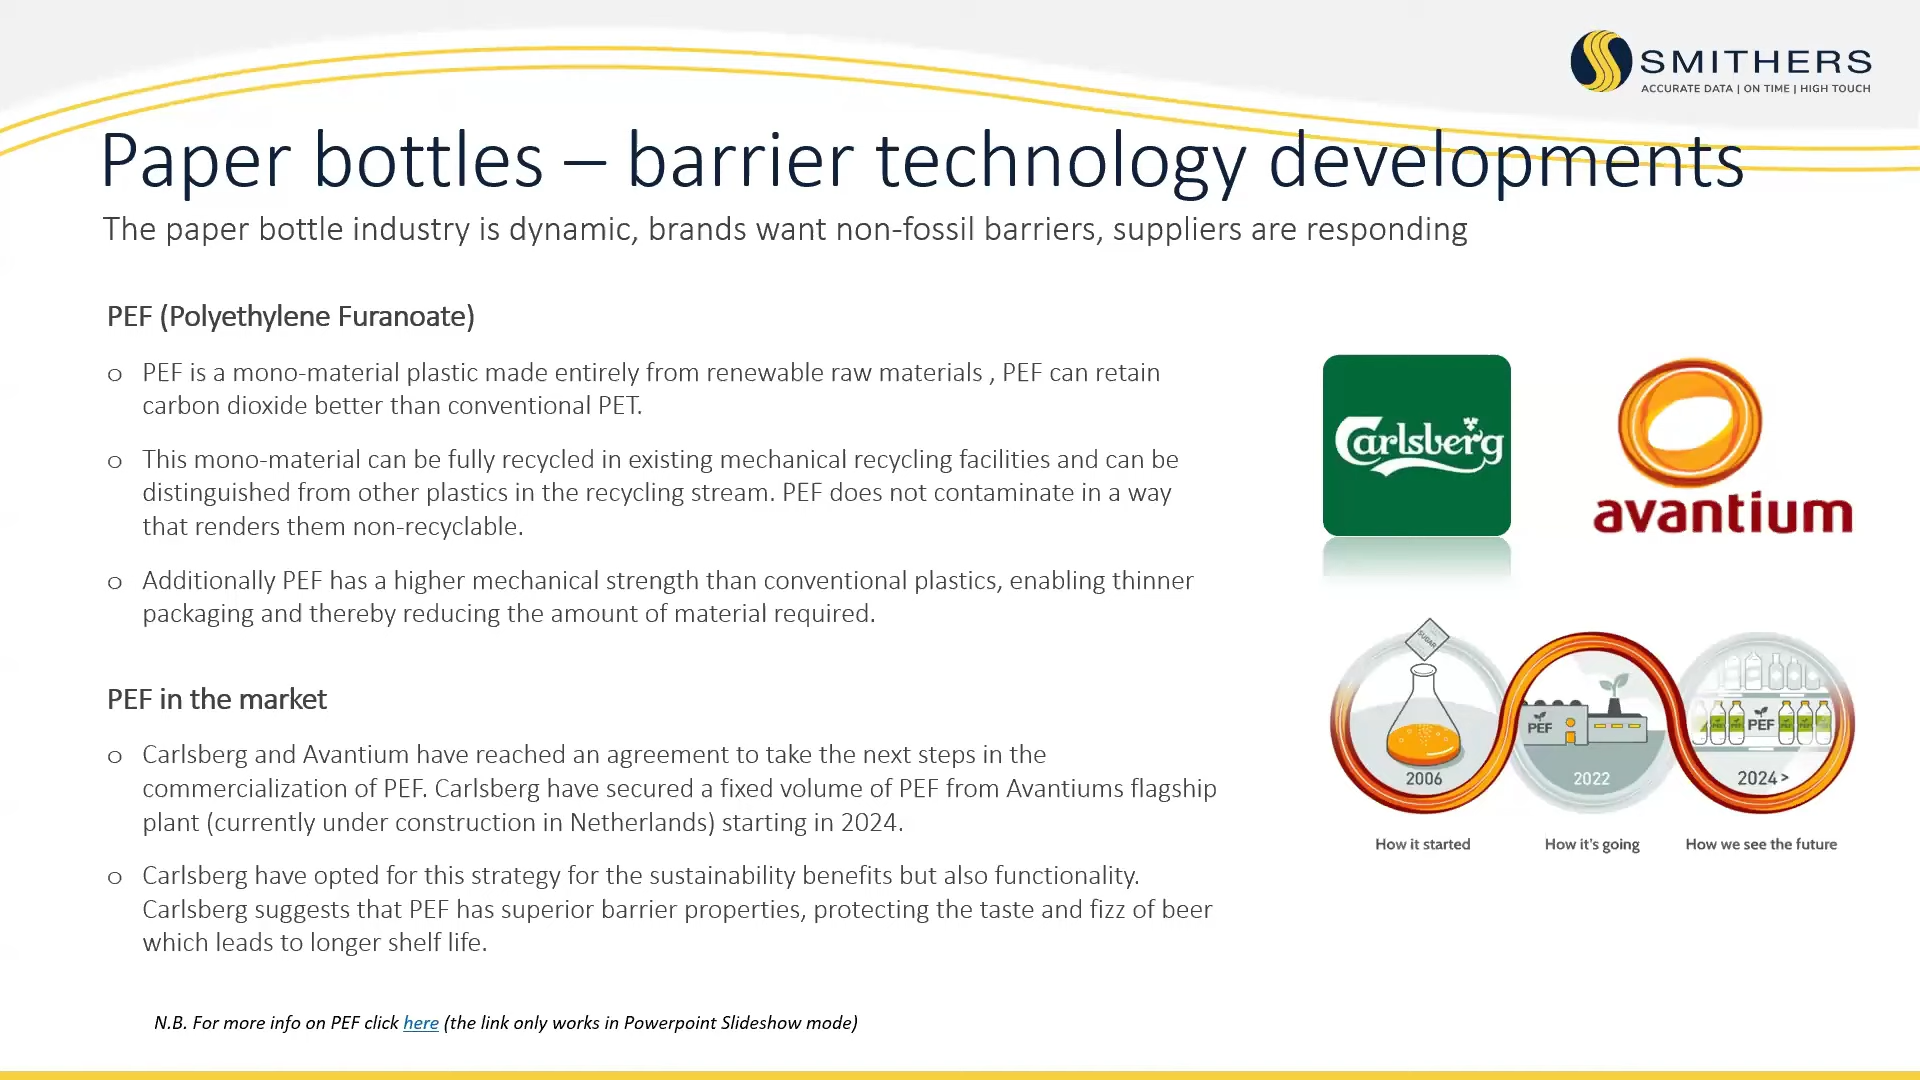 SMITHERS
ACCURATE DATA | ON TIME | HIGH TOUCH
Paper bottles – barrier technology developments
The paper bottle industry is dynamic, brands want non-fossil barriers, suppliers are responding
PEF (Polyethylene Furanoate)
o PEF is a mono-material plastic made entirely from renewable raw materials , PEF can retain
carbon dioxide better than conventional PET.
o This mono-material can be fully recycled in existing mechanical recycling facilities and can be
distinguished from other plastics in the recycling stream. PEF does not contaminate in a way
that renders them non-recyclable.
o Additionally PEF has a higher mechanical strength than conventional plastics, enabling thinner
packaging and thereby reducing the amount of material required.
PEF in the market
o Carlsberg and Avantium have reached an agreement to take the next steps in the
commercialization of PEF. Carlsberg have secured a fixed volume of PEF from Avantiums flagship
plant (currently under construction in Netherlands) starting in 2024.
o Carlsberg have opted for this strategy for the sustainability benefits but also functionality.
Carlsberg suggests that PEF has superior barrier properties, protecting the taste and fizz of beer
which leads to longer shelf life.
N.B. For more info on PEF click here (the link only works in Powerpoint Slideshow mode)
Carlsberg
avantium
SUGAR
PEF
PEF
2006
2022
2024 >
How it started
How it's going
How we see the future